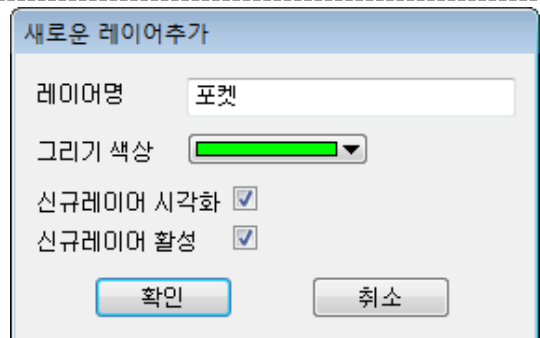 새로운 레이어추가
레이어명 포켓
그리기 색상
신규레이어 시각화
신규레이어 활성
확인 취소